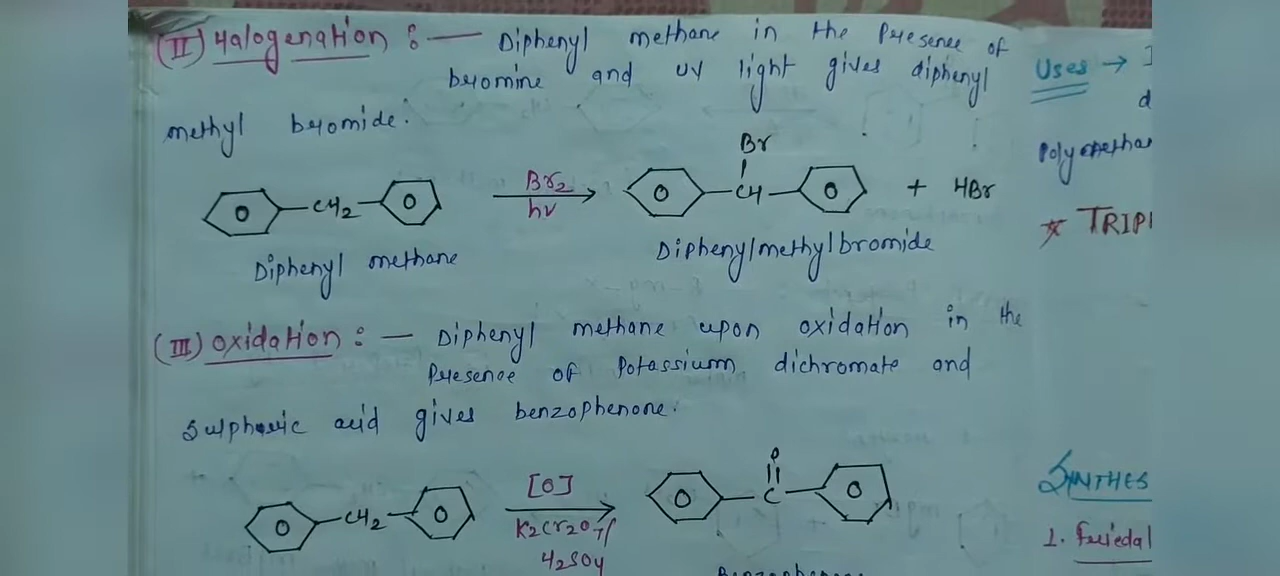 (II) Halogenation :— Diphenyl methane in the Presence of
bromine and UV light gives diphenyl
methyl bromide.
Br
CH2 Br2 CH + HBr
hν
Diphenyl methane Diphenylmethylbromide
(III) Oxidation :— Diphenyl methane upon oxidation in the
Presence of Potassium dichromate and
Sulphuric acid gives benzophenone.
O
CH2 [O] C
K2Cr2O7/
H2SO4
Benzophenone
Uses →
d
★ TRIP
SYNTHES
1. Friedal